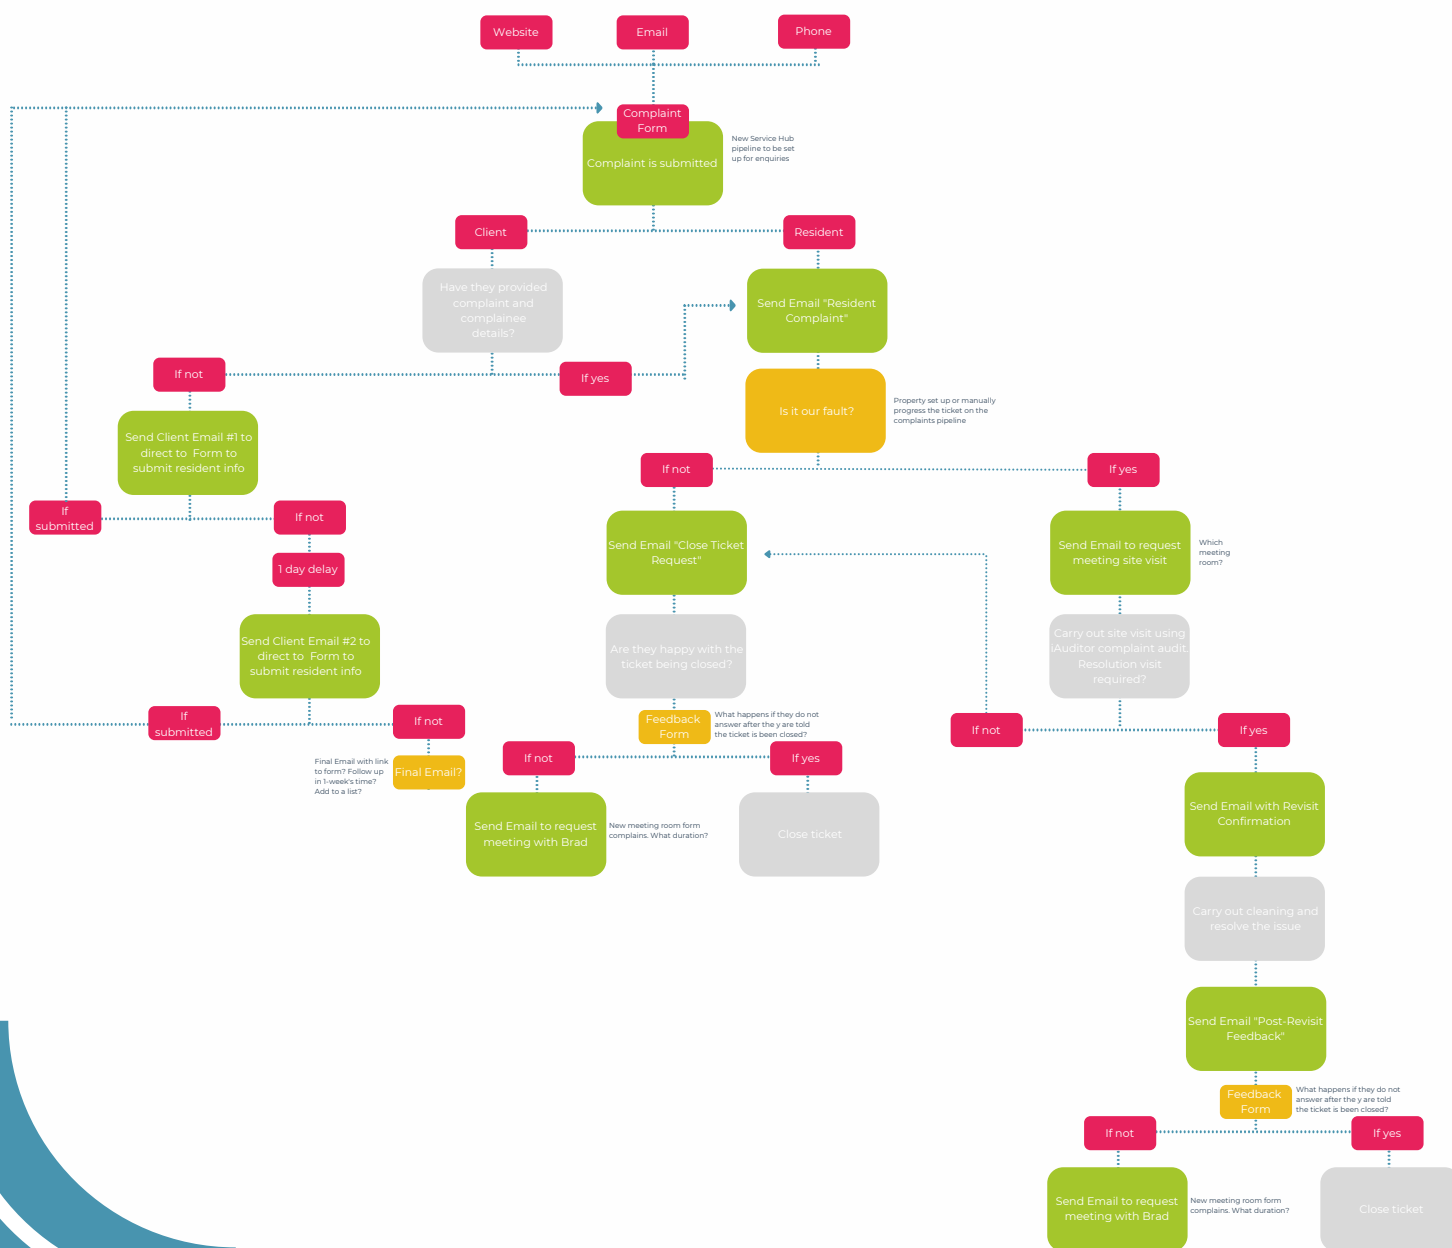 Website
Email
Phone
Complaint
Form
Complaint is submitted
New Service Hub
pipeline to be set
up for enquiries
Client
Resident
Have they provided
complaint and
complainee
details?
Send Email "Resident
Complaint"
If not
If yes
Is it our fault?
Property set up or manually
progress the ticket on the
complaints pipeline
Send Client Email #1 to
direct to  Form to
submit resident info
If not
If yes
If
submitted
If not
Send Email "Close Ticket
Request"
Send Email to request
meeting site visit
Which
meeting
room?
1 day delay
Send Client Email #2 to
direct to  Form to
submit resident info
Are they happy with the
ticket being closed?
Carry out site visit using
iAuditor complaint audit
Resolution visit
required?
If
submitted
If not
Feedback
Form
What happens if they do not
answer after the y are told
the ticket is been closed?
If not
If yes
If not
If yes
Final Email with link
to form? Follow up
in 1-week's time?
Add to a list?
Final Email?
Send Email to request
meeting with Brad
New meeting room form
complains. What duration?
Close ticket
Send Email with Revisit
Confirmation
Carry out cleaning and
resolve the issue
Send Email "Post-Revisit
Feedback"
Feedback
Form
What happens if they do not
answer after the y are told
the ticket is been closed?
If not
If yes
Send Email to request
meeting with Brad
New meeting room form
complains. What duration?
Close ticket